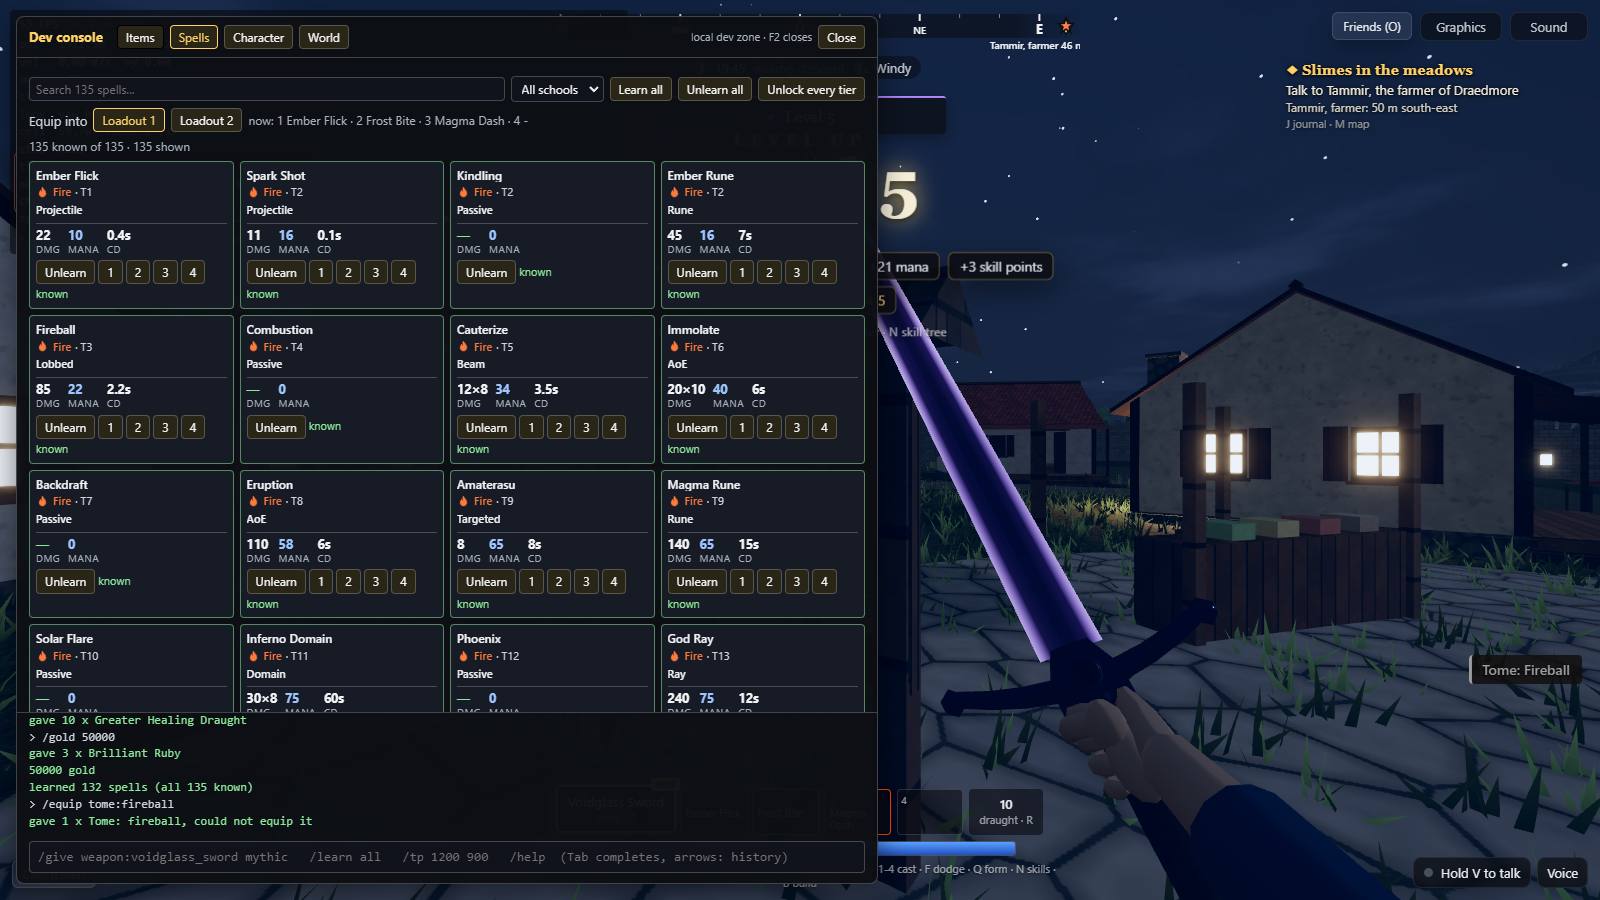 Dev console Items Spells Character World local dev zone · F2 closes Close
Search 135 spells... All schools Learn all Unlearn all Unlock every tier
Equip into Loadout 1 Loadout 2 now: 1 Ember Flick · 2 Frost Bite · 3 Magma Dash · 4 -
135 known of 135 · 135 shown
Ember Flick
Fire · T1
Projectile
22 10 0.4s
DMG MANA CD
Unlearn 1 2 3 4
known
Spark Shot
Fire · T2
Projectile
11 16 0.1s
DMG MANA CD
Unlearn 1 2 3 4
known
Kindling
Fire · T2
Passive
— 0
DMG MANA
Unlearn known
Ember Rune
Fire · T2
Rune
45 16 7s
DMG MANA CD
Unlearn 1 2 3 4
known
Fireball
Fire · T3
Lobbed
85 22 2.2s
DMG MANA CD
Unlearn 1 2 3 4
known
Combustion
Fire · T4
Passive
— 0
DMG MANA
Unlearn known
Cauterize
Fire · T5
Beam
12×8 34 3.5s
DMG MANA CD
Unlearn 1 2 3 4
known
Immolate
Fire · T6
AoE
20×10 40 6s
DMG MANA CD
Unlearn 1 2 3 4
known
Backdraft
Fire · T7
Passive
— 0
DMG MANA
Unlearn known
Eruption
Fire · T8
AoE
110 58 6s
DMG MANA CD
Unlearn 1 2 3 4
known
Amaterasu
Fire · T9
Targeted
8 65 8s
DMG MANA CD
Unlearn 1 2 3 4
known
Magma Rune
Fire · T9
Rune
140 65 15s
DMG MANA CD
Unlearn 1 2 3 4
known
Solar Flare
Fire · T10
Passive
— 0
DMG MANA
Inferno Domain
Fire · T11
Domain
30×8 75 60s
DMG MANA CD
Phoenix
Fire · T12
Passive
— 0
DMG MANA
God Ray
Fire · T13
Ray
240 75 12s
DMG MANA CD
gave 10 x Greater Healing Draught
> /gold 50000
gave 3 x Brilliant Ruby
50000 gold
learned 132 spells (all 135 known)
> /equip tome:fireball
gave 1 x Tome: fireball, could not equip it
/give weapon:voidglass_sword mythic /learn all /tp 1200 900 /help (Tab completes, arrows: history)
NE E
Tammir, farmer 46
Windy
5
21 mana +3 skill points
5
N skill tree
Friends (O) Graphics Sound
Slimes in the meadows
Talk to Tammir, the farmer of Draedmore
Tammir, farmer: 50 m south-east
J journal · M map
Tome: Fireball
4
10
draught · R
1-4 cast · F dodge · Q form · N skills ·
Hold V to talk Voice